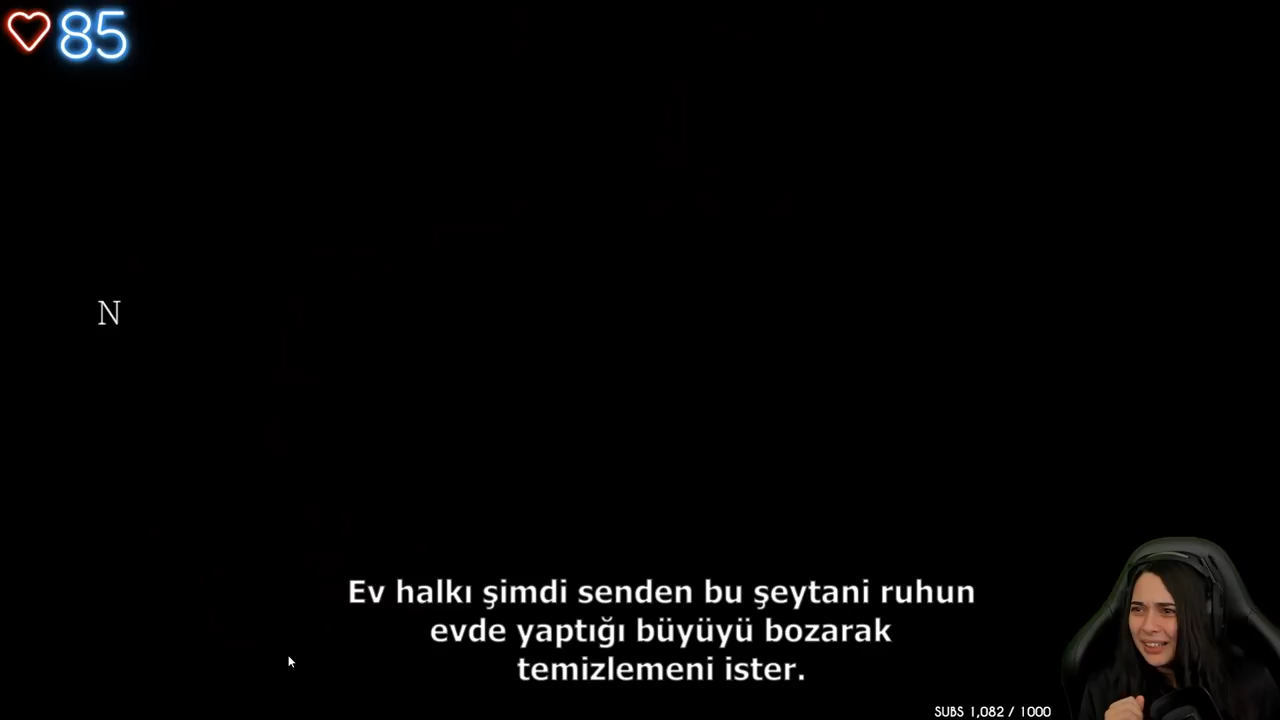 85
N
Ev halkı şimdi senden bu şeytani ruhun
evde yaptığı büyüyü bozarak
temizlemeni ister.
SUBS 1,082 / 1000